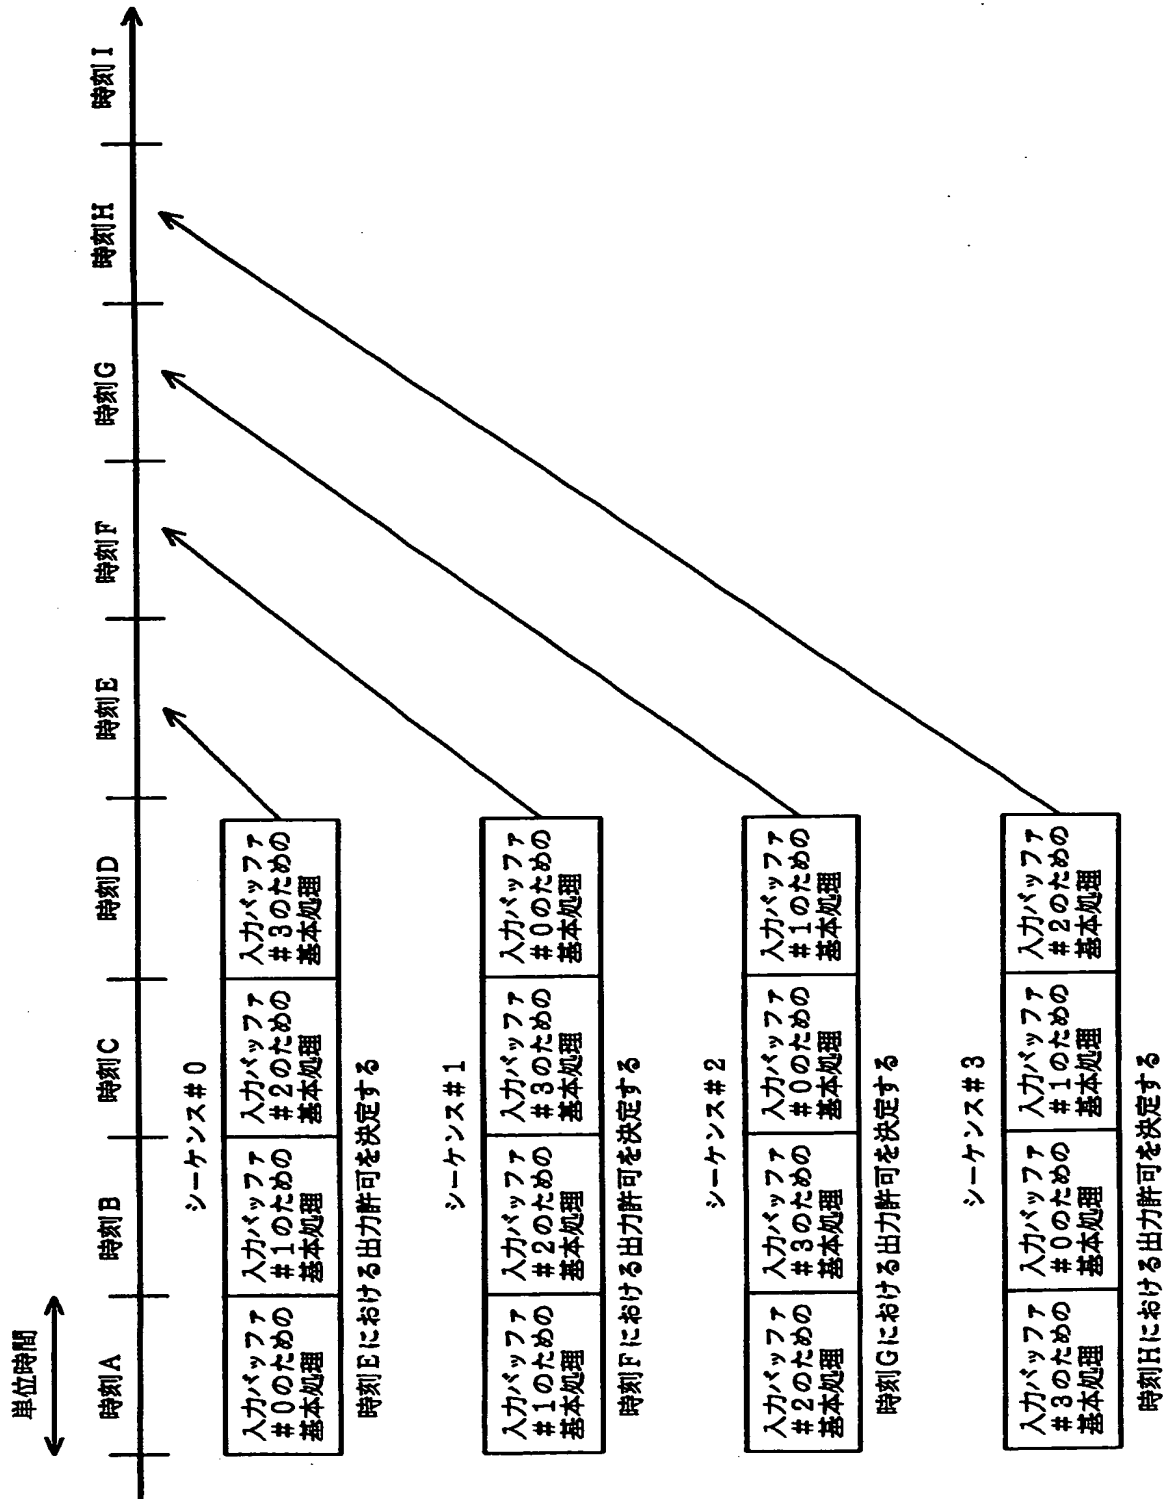 単位時間
時刻A
時刻B
時刻C
時刻D
時刻E
時刻F
時刻G
時刻H
時刻I
シーケンス#0
入力バッファ
#0のための
基本処理
入力バッファ
#1のための
基本処理
入力バッファ
#2のための
基本処理
入力バッファ
#3のための
基本処理
時刻Eにおける出力許可を決定する
シーケンス#1
入力バッファ
#1のための
基本処理
入力バッファ
#2のための
基本処理
入力バッファ
#3のための
基本処理
入力バッファ
#0のための
基本処理
時刻Fにおける出力許可を決定する
シーケンス#2
入力バッファ
#2のための
基本処理
入力バッファ
#3のための
基本処理
入力バッファ
#0のための
基本処理
入力バッファ
#1のための
基本処理
時刻Gにおける出力許可を決定する
シーケンス#3
入力バッファ
#3のための
基本処理
入力バッファ
#0のための
基本処理
入力バッファ
#1のための
基本処理
入力バッファ
#2のための
基本処理
時刻Hにおける出力許可を決定する